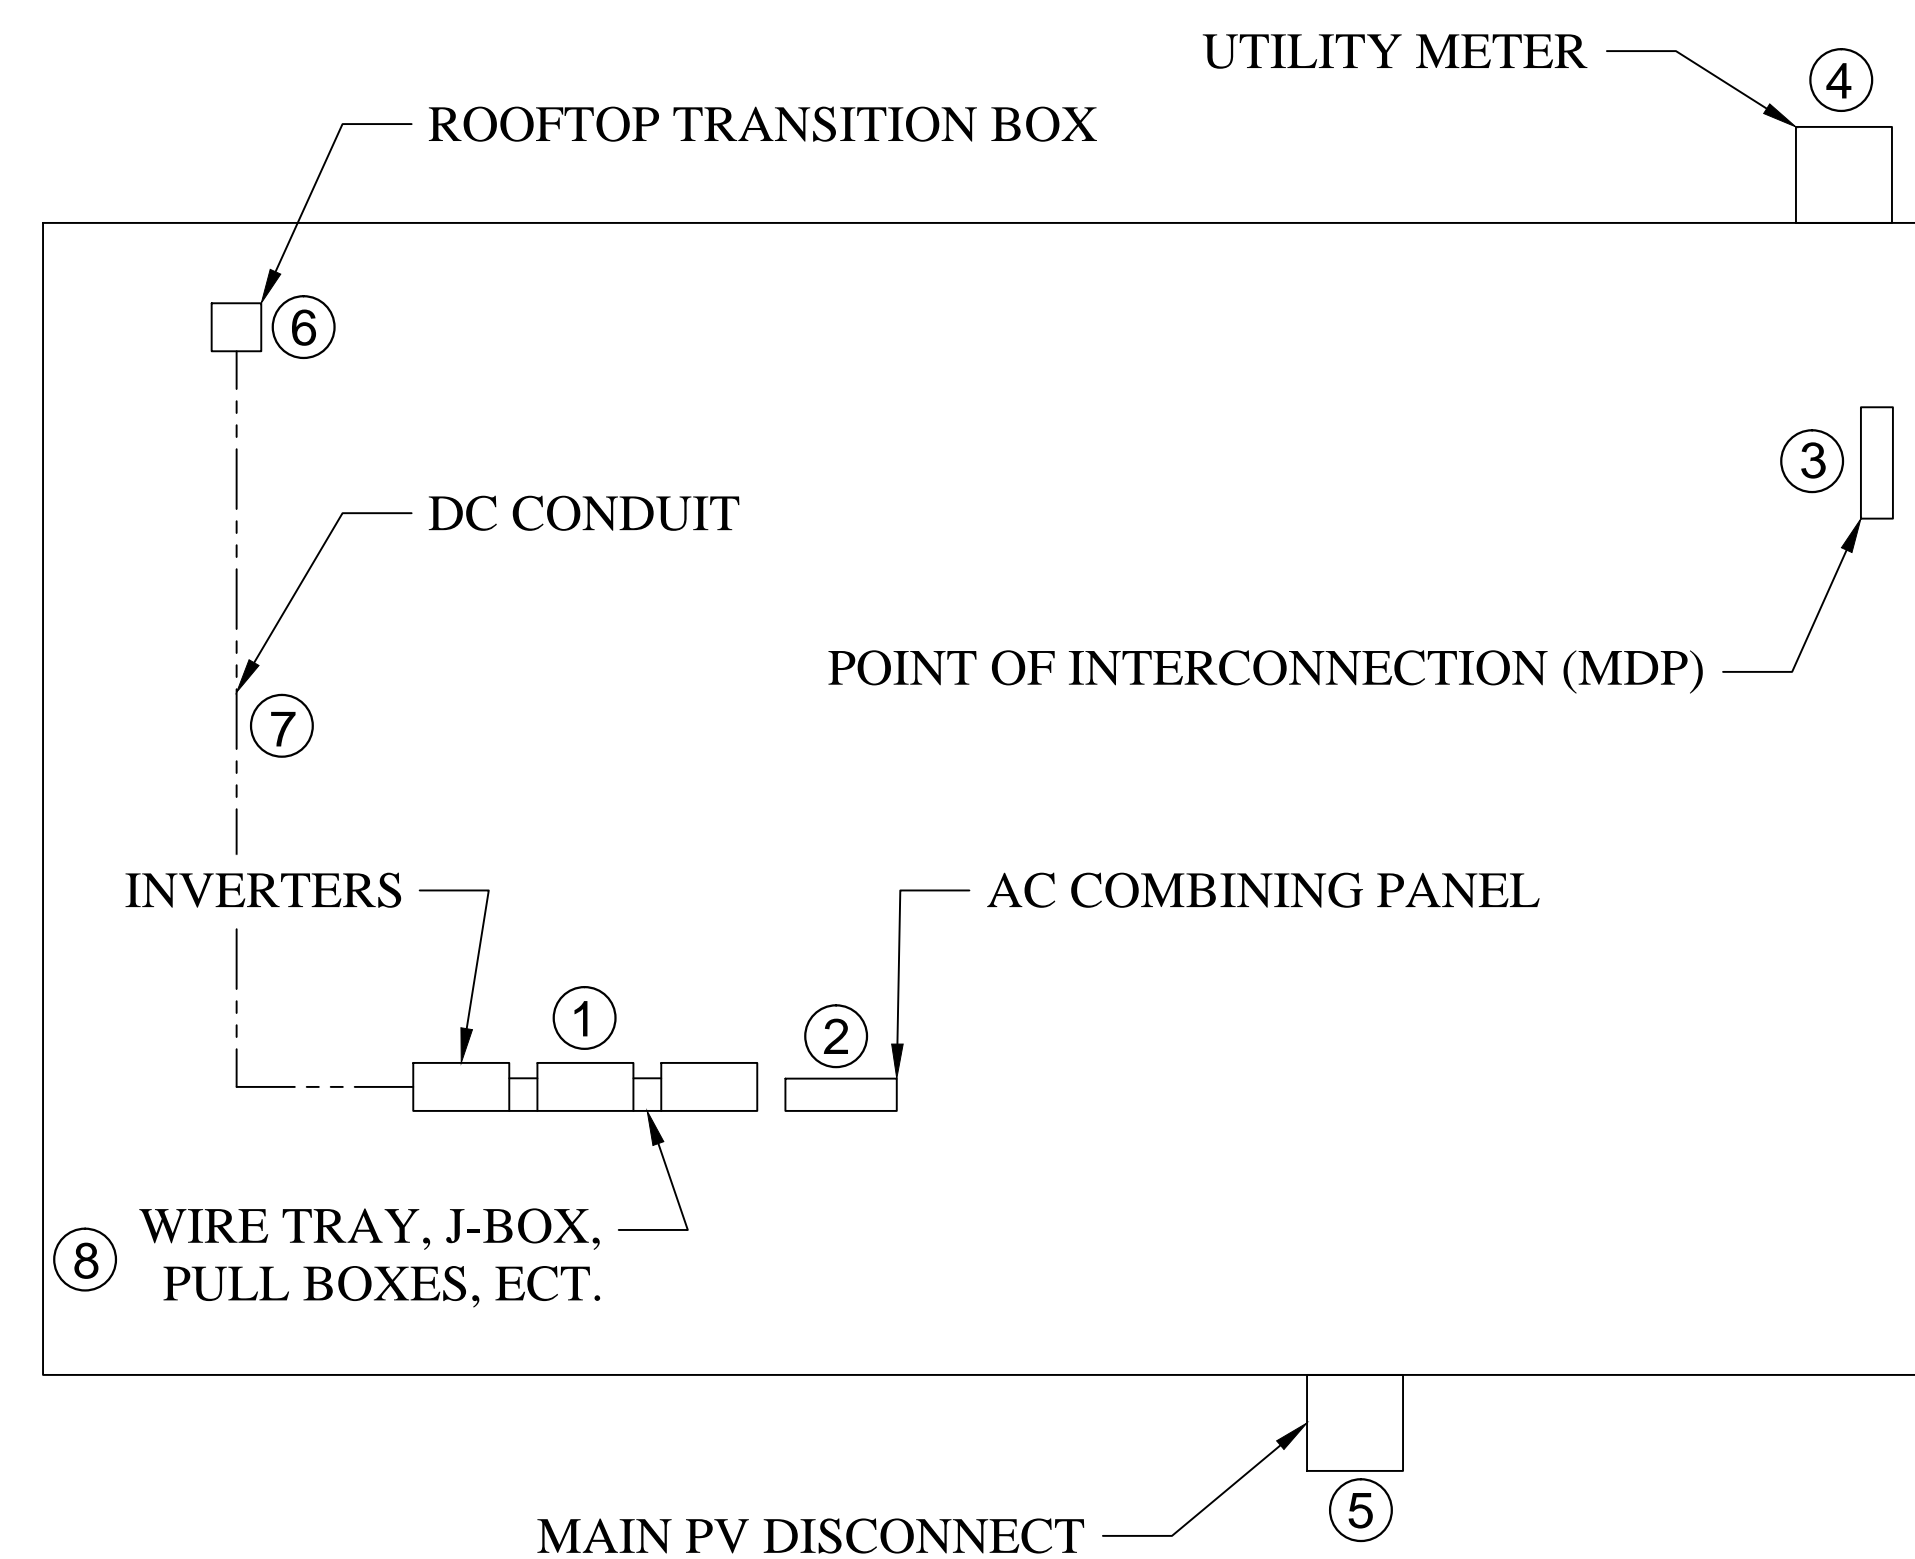 UTILITY METER
4
ROOFTOP TRANSITION BOX
6
3
DC CONDUIT
POINT OF INTERCONNECTION (MDP)
7
INVERTERS
AC COMBINING PANEL
1
2
WIRE TRAY, J-BOX,
PULL BOXES, ECT.
8
5
MAIN PV DISCONNECT